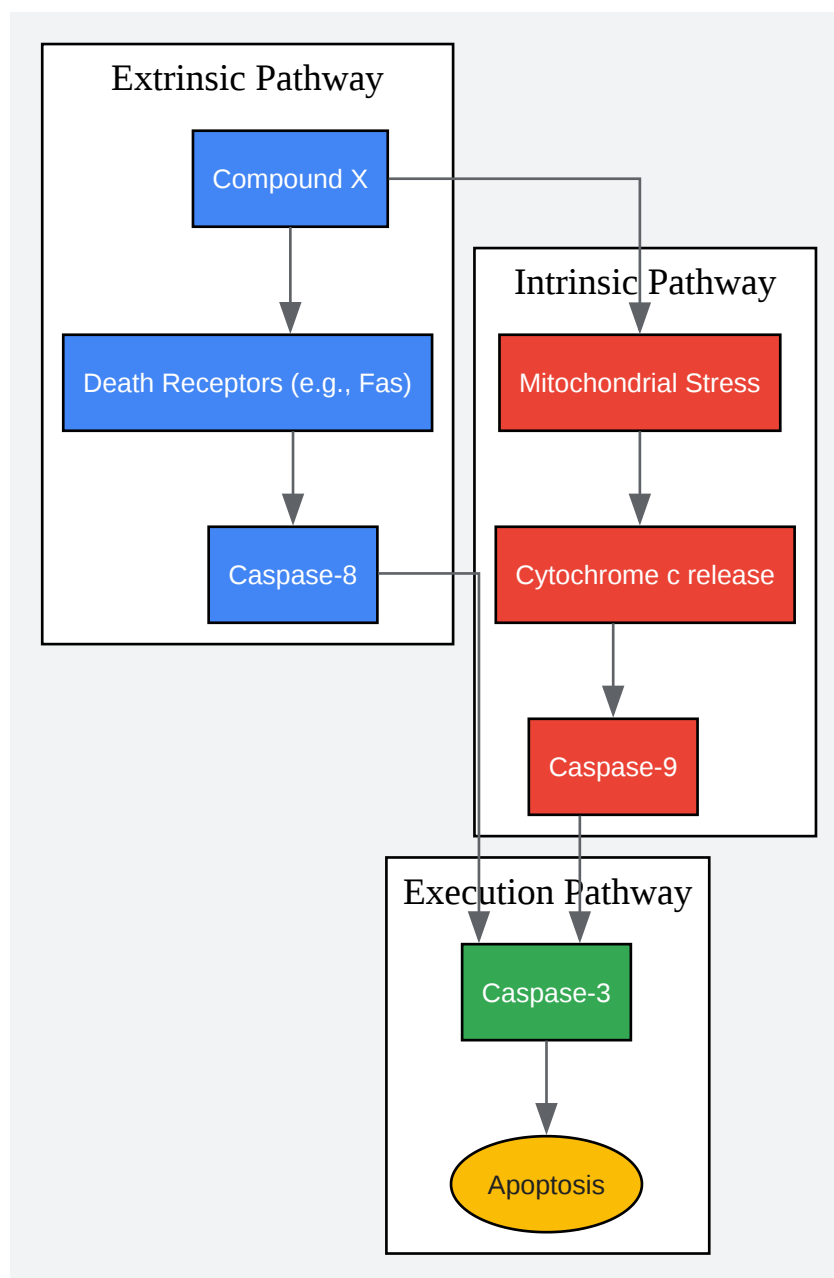 Extrinsic Pathway
Compound X
Death Receptors (e.g., Fas)
Caspase-8
Intrinsic Pathway
Mitochondrial Stress
Cytochrome c release
Caspase-9
Execution Pathway
Caspase-3
Apoptosis